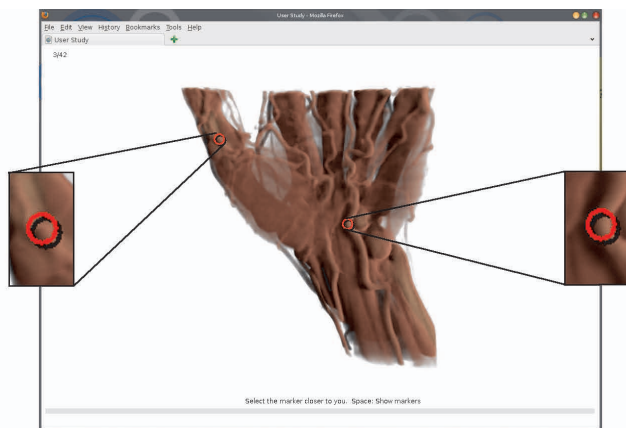 User Study - Mozilla Firefox
File Edit View History Bookmarks Tools Help
User Study
3/42
Select the marker closer to you. Space: Show markers